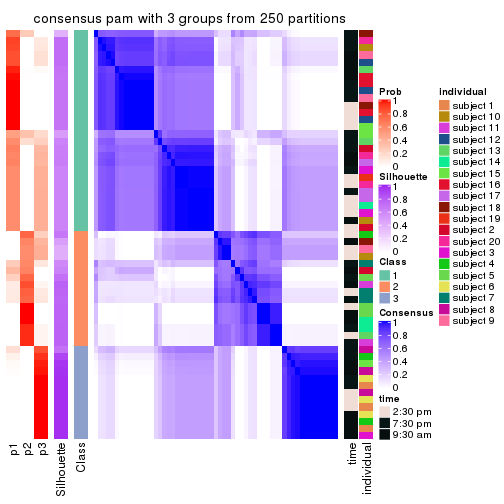 consensus pam with 3 groups from 250 partitions
p1
p2
p3
Silhouette
Class
time
individual
Prob
1
0.8
0.6
0.4
0.2
0
Silhouette
1
0.8
0.6
0.4
0.2
0
Class
1
2
3
Consensus
1
0.8
0.6
0.4
0.2
0
time
2:30 pm
7:30 pm
9:30 am
individual
subject 1
subject 10
subject 11
subject 12
subject 13
subject 14
subject 15
subject 16
subject 17
subject 18
subject 19
subject 2
subject 20
subject 3
subject 4
subject 5
subject 6
subject 7
subject 8
subject 9